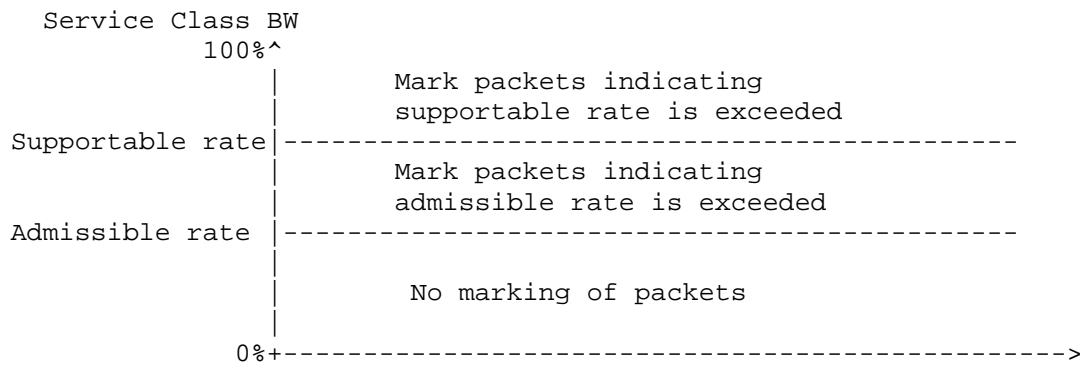 Service Class BW
100%^
| Mark packets indicating
| supportable rate is exceeded
Supportable rate|----------------------------------------------
| Mark packets indicating
| admissible rate is exceeded
Admissible rate |----------------------------------------------
|
| No marking of packets
|
0%+------------------------------------------------->